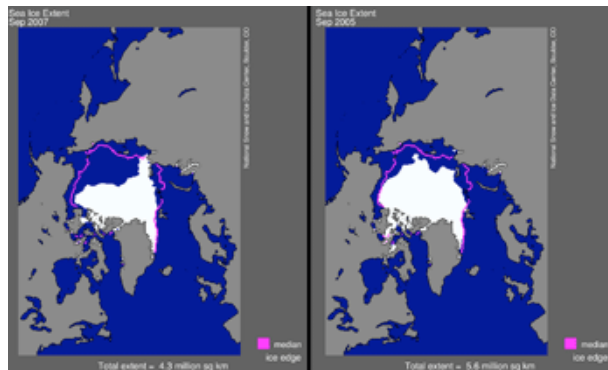 Sea Ice Extent
Sep 2007
National Snow and Ice Data Center, Boulder, CO
median
ice edge
Total extent = 4.3 million sq km
Sea Ice Extent
Sep 2005
National Snow and Ice Data Center, Boulder, CO
median
ice edge
Total extent = 5.6 million sq km